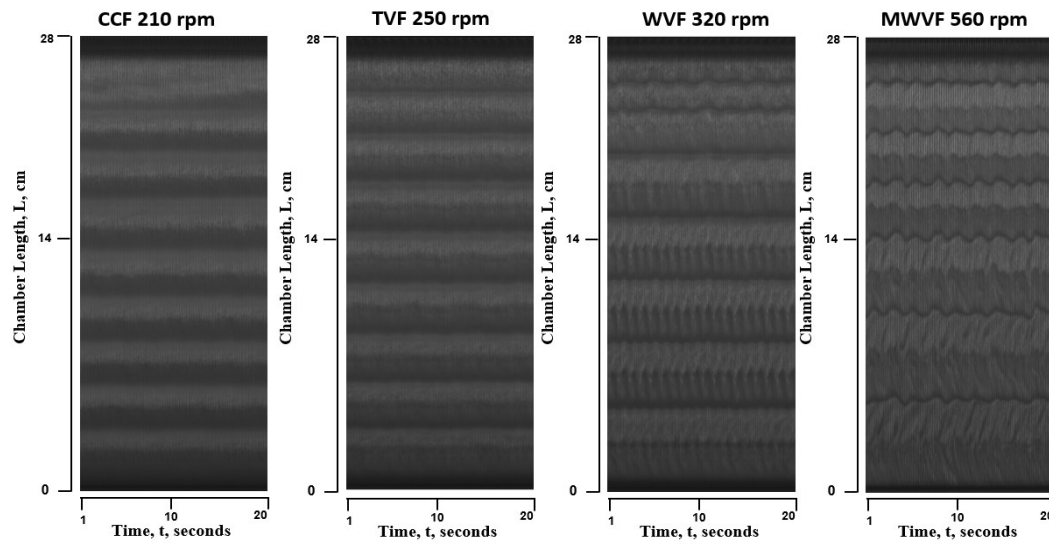 CCF 210 rpm
28
14
0
Chamber Length, L, cm
1
10
20
Time, t, seconds
TVF 250 rpm
28
14
0
Chamber Length, L, cm
1
10
20
Time, t, seconds
WVF 320 rpm
28
14
0
Chamber Length, L, cm
1
10
20
Time, t, seconds
MWVF 560 rpm
28
14
0
Chamber Length, L, cm
1
10
20
Time, t, seconds